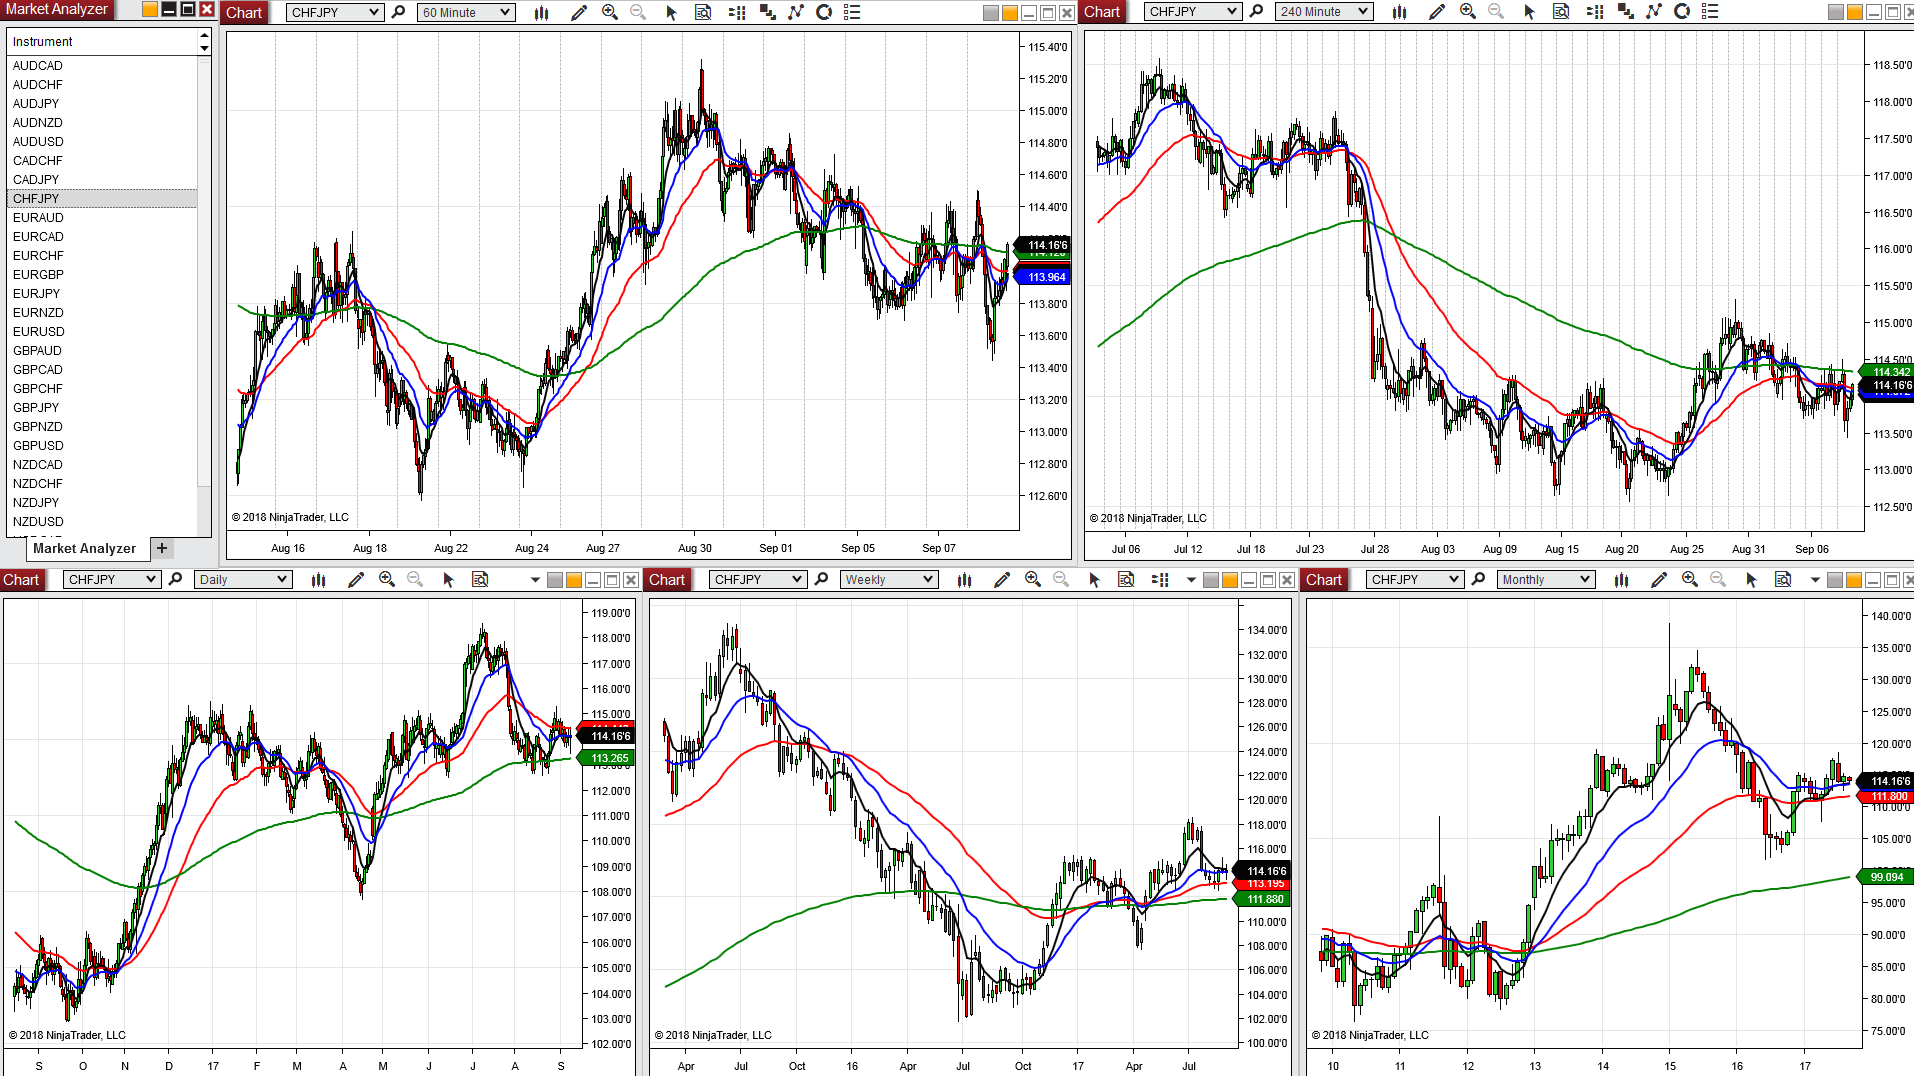 Market Analyzer
Instrument
AUDCAD
AUDCHF
AUDJPY
AUDNZD
AUDUSD
CADCHF
CADJPY
CHFJPY
EURAUD
EURCAD
EURCHF
EURGBP
EURJPY
EURNZD
EURUSD
GBPAUD
GBPCAD
GBPCHF
GBPJPY
GBPNZD
GBPUSD
NZDCAD
NZDCHF
NZDJPY
NZDUSD
Market Analyzer +
Chart CHFJPY 60 Minute
115.40'0
115.20'0
115.00'0
114.80'0
114.60'0
114.40'0
114.16'6
113.964
113.80'0
113.60'0
113.40'0
113.20'0
113.00'0
112.80'0
112.60'0
© 2018 NinjaTrader, LLC
Aug 16 Aug 18 Aug 22 Aug 24 Aug 27 Aug 30 Sep 01 Sep 05 Sep 07
Chart CHFJPY 240 Minute
118.50'0
118.00'0
117.50'0
117.00'0
116.50'0
116.00'0
115.50'0
115.00'0
114.50'0
114.342
114.16'6
113.50'0
113.00'0
112.50'0
© 2018 NinjaTrader, LLC
Jul 06 Jul 12 Jul 18 Jul 23 Jul 28 Aug 03 Aug 09 Aug 15 Aug 20 Aug 25 Aug 31 Sep 06
Chart CHFJPY Daily
119.00'0
118.00'0
117.00'0
116.00'0
115.00'0
114.16'6
113.265
112.00'0
111.00'0
110.00'0
109.00'0
108.00'0
107.00'0
106.00'0
105.00'0
104.00'0
103.00'0
102.00'0
© 2018 NinjaTrader, LLC
S O N D 17 F M A M J J A S
Chart CHFJPY Weekly
134.00'0
132.00'0
130.00'0
128.00'0
126.00'0
124.00'0
122.00'0
120.00'0
118.00'0
116.00'0
114.16'6
113.195
111.880
110.00'0
108.00'0
106.00'0
104.00'0
102.00'0
100.00'0
© 2018 NinjaTrader, LLC
Apr Jul Oct 16 Apr Jul Oct 17 Apr Jul
Chart CHFJPY Monthly
140.00'0
135.00'0
130.00'0
125.00'0
120.00'0
114.16'6
111.800
110.00'0
105.00'0
99.094
95.00'0
90.00'0
85.00'0
80.00'0
75.00'0
© 2018 NinjaTrader, LLC
10 11 12 13 14 15 16 17